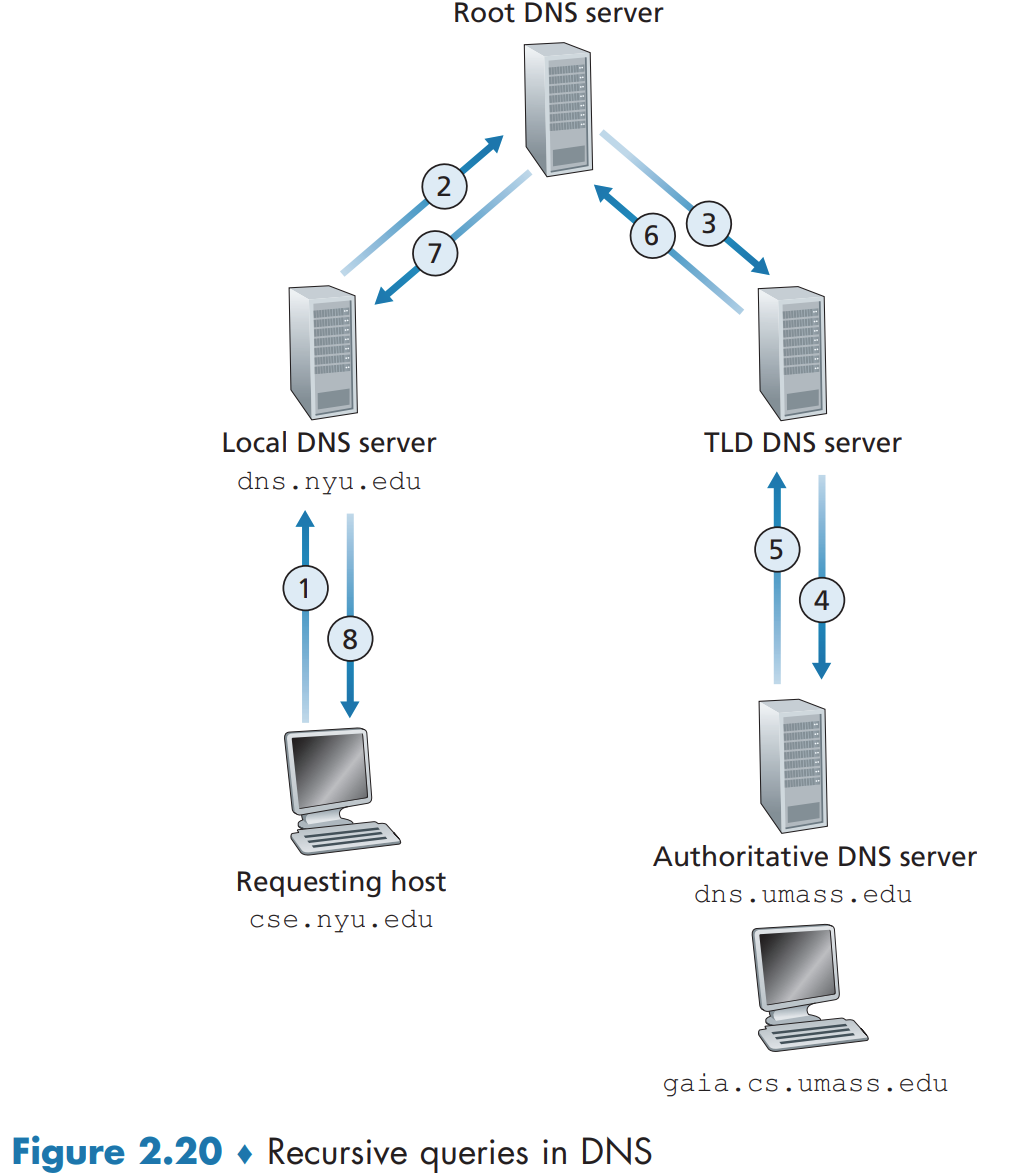 Root DNS server
2
3
6
7
Local DNS server
dns.nyu.edu
TLD DNS server
5
4
1
8
Requesting host
cse.nyu.edu
Authoritative DNS server
dns.umass.edu
gaia.cs.umass.edu
Figure 2.20 ♦ Recursive queries in DNS